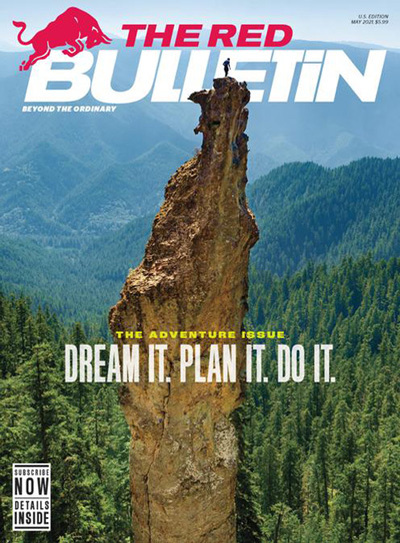 THE RED
BULLETIN
BEYOND THE ORDINARY
U.S. EDITION
MAY 2021 $5.99
THE ADVENTURE ISSUE
DREAM IT. PLAN IT. DO IT.
SUBSCRIBE
NOW
DETAILS
INSIDE